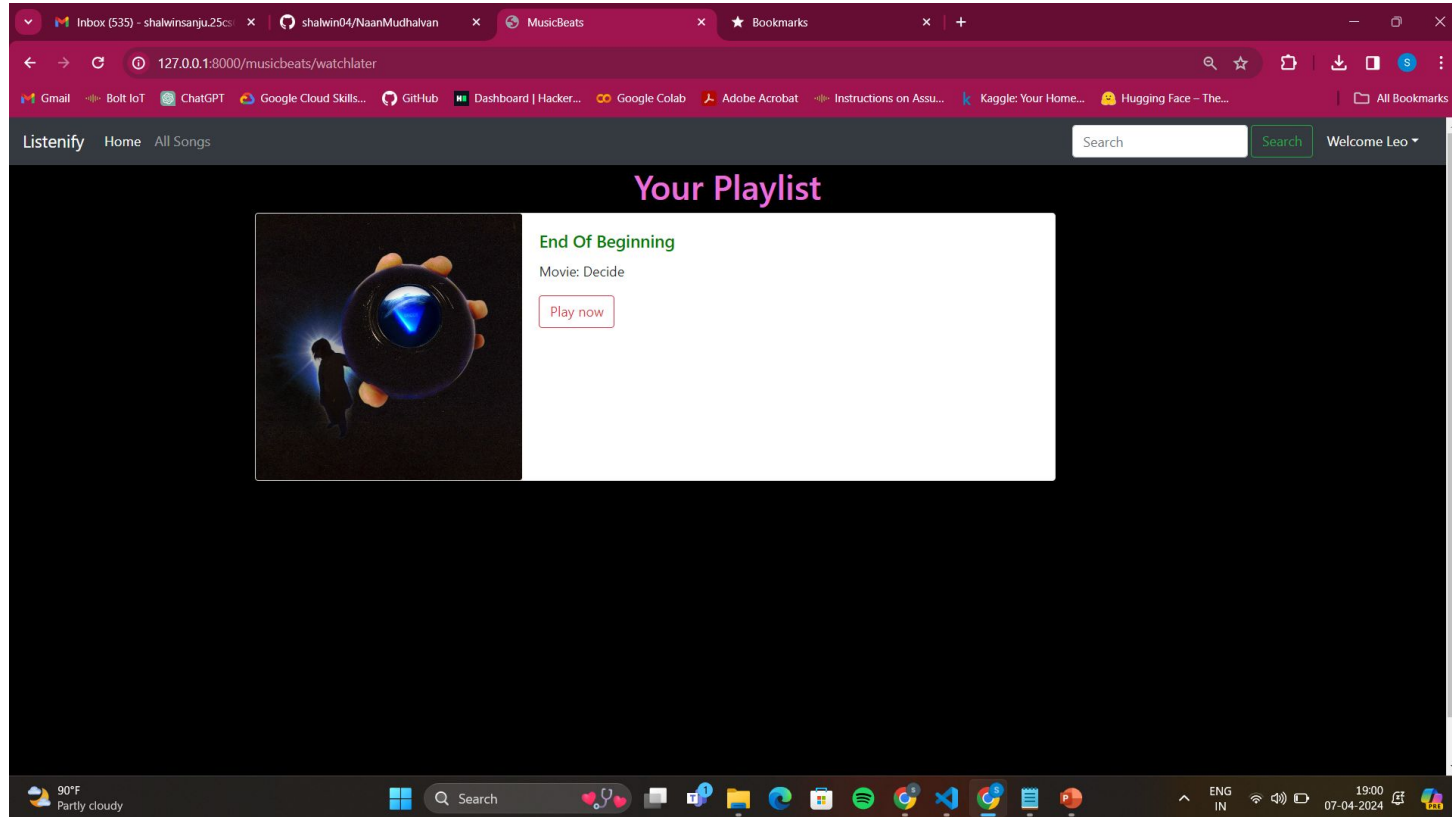 Inbox (535) - shalwinsanju.25cs shalwin04/NaanMudhalvan MusicBeats Bookmarks
127.0.0.1:8000/musicbeats/watchlater S
Gmail Bolt IoT ChatGPT Google Cloud Skills... GitHub Dashboard | Hacker... Google Colab Adobe Acrobat Instructions on Assu... Kaggle: Your Home... Hugging Face – The... All Bookmarks
Listenify Home All Songs Search Search Welcome Leo
Your Playlist
End Of Beginning
Movie: Decide
Play now
90°F
Partly cloudy
Search
ENG
IN
19:00
07-04-2024
PRE